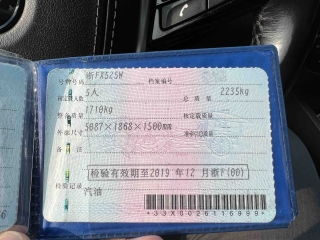 号牌号码 浙FX525W 档案编号
核定载人数 5人 总质量 2235kg
整备质量 1710kg 核定载质量
外廓尺寸 5087×1868×1500mm 准牵引总质量
备注
检验有效期至2019年12月浙F(00)
检验记录 汽油